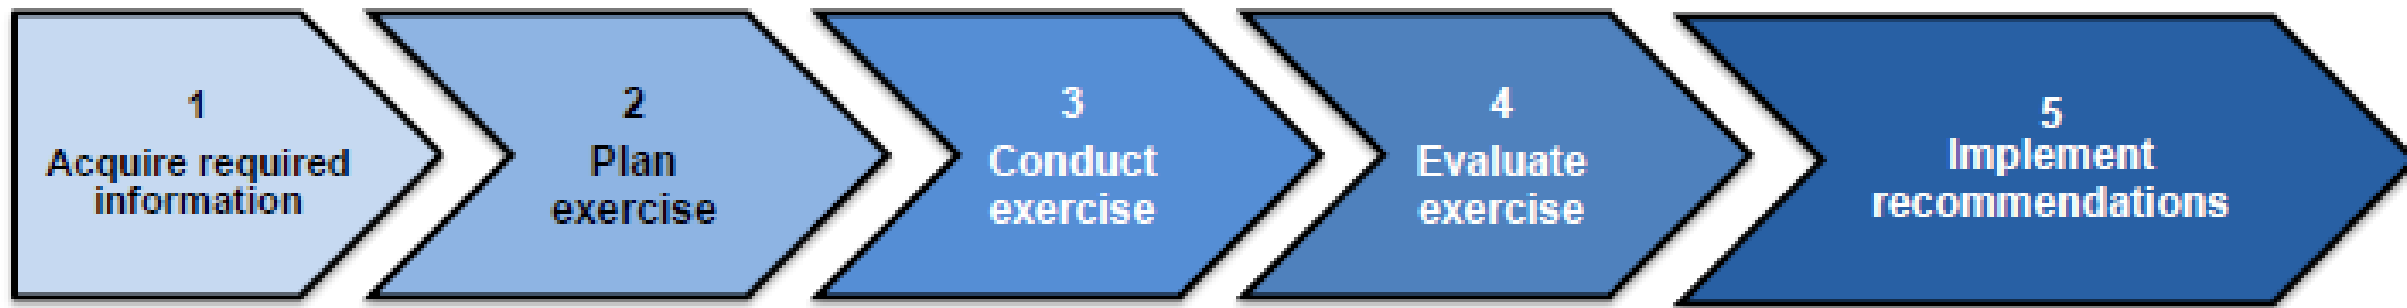 1
Acquire required
information
2
Plan
exercise
3
Conduct
exercise
4
Evaluate
exercise
5
Implement
recommendations